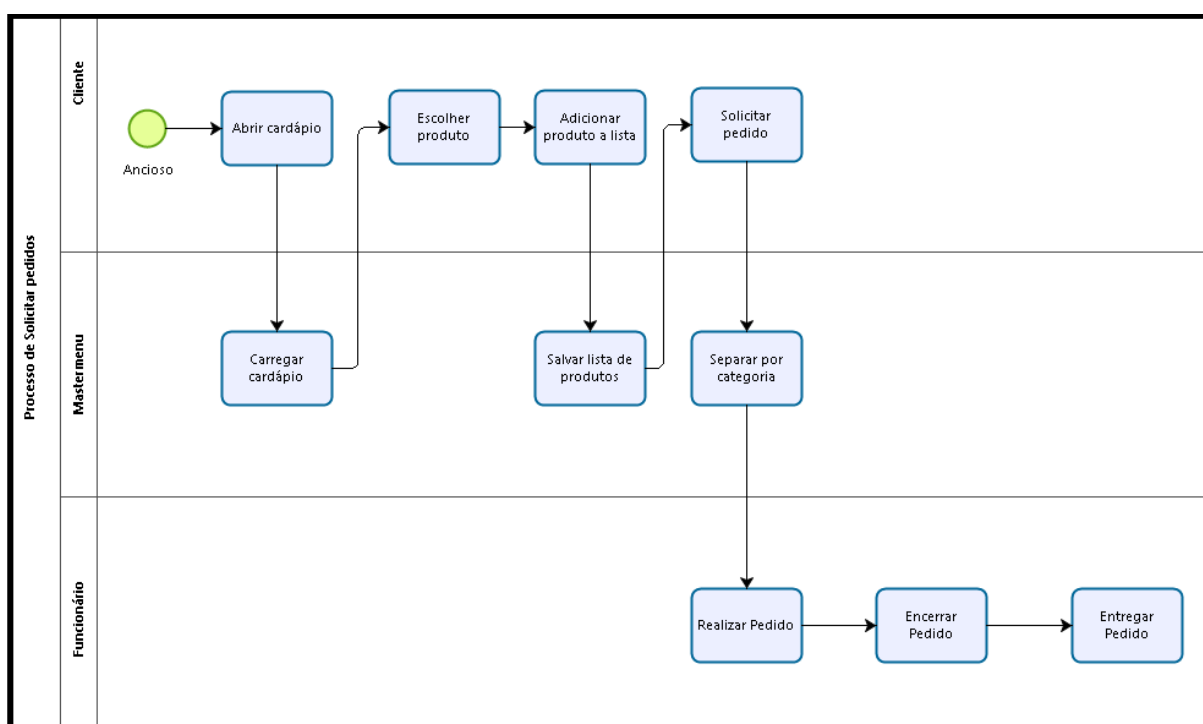 Processo de Solicitar pedidos
Cliente
Ancioso
Abrir cardápio
Escolher
produto
Adicionar
produto a lista
Solicitar
pedido
Mastermenu
Carregar
cardápio
Salvar lista de
produtos
Separar por
categoria
Funcionário
Realizar Pedido
Encerrar
Pedido
Entregar
Pedido